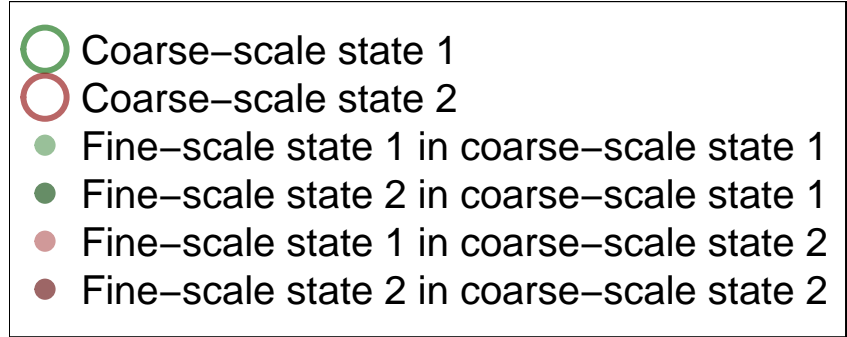 Coarse−scale state 1
Coarse−scale state 2
Fine−scale state 1 in coarse−scale state 1
Fine−scale state 2 in coarse−scale state 1
Fine−scale state 1 in coarse−scale state 2
Fine−scale state 2 in coarse−scale state 2